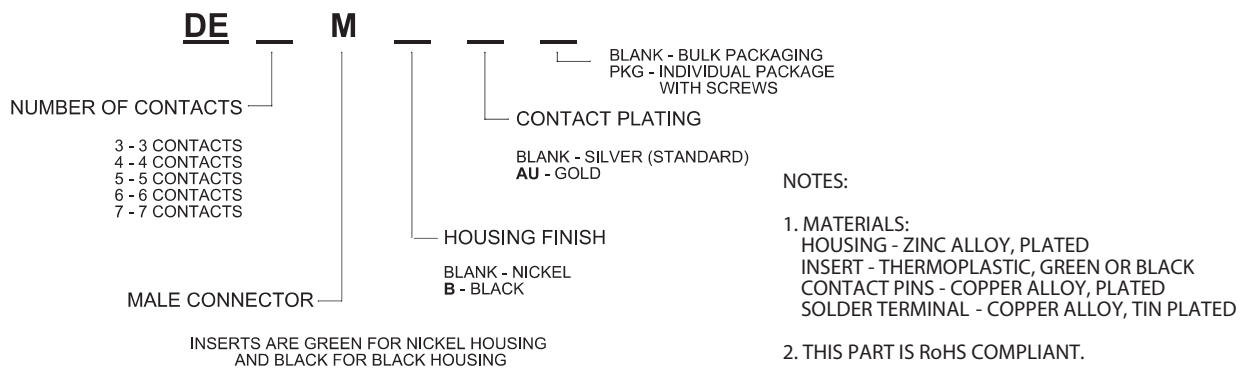 DE __ M __ __ __
BLANK - BULK PACKAGING
PKG - INDIVIDUAL PACKAGE
WITH SCREWS
NUMBER OF CONTACTS
3 - 3 CONTACTS
4 - 4 CONTACTS
5 - 5 CONTACTS
6 - 6 CONTACTS
7 - 7 CONTACTS
CONTACT PLATING
BLANK - SILVER (STANDARD)
AU - GOLD
HOUSING FINISH
BLANK - NICKEL
B - BLACK
MALE CONNECTOR
INSERTS ARE GREEN FOR NICKEL HOUSING
AND BLACK FOR BLACK HOUSING
NOTES:
1. MATERIALS:
HOUSING - ZINC ALLOY, PLATED
INSERT - THERMOPLASTIC, GREEN OR BLACK
CONTACT PINS - COPPER ALLOY, PLATED
SOLDER TERMINAL - COPPER ALLOY, TIN PLATED
2. THIS PART IS RoHS COMPLIANT.